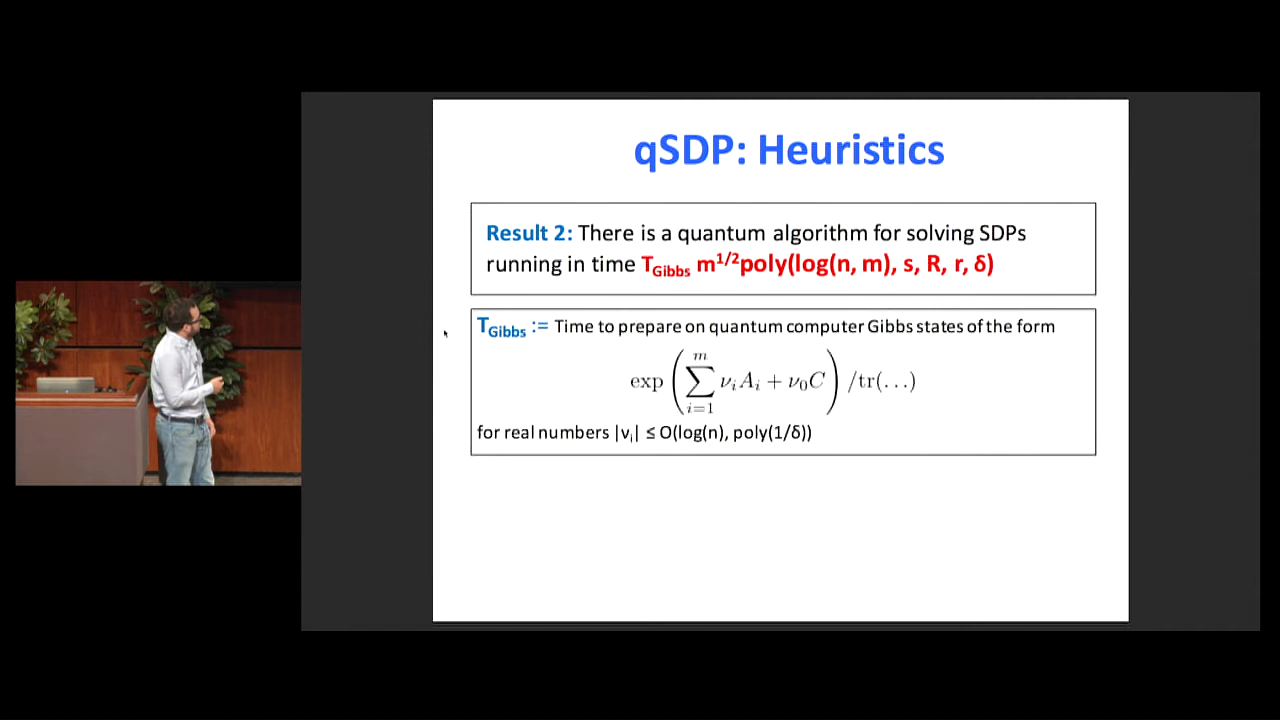 qSDP: Heuristics
Result 2: There is a quantum algorithm for solving SDPs
running in time T_Gibbs m^{1/2}poly(log(n, m), s, R, r, δ)
T_Gibbs := Time to prepare on quantum computer Gibbs states of the form
exp ( ∑_{i=1}^{m} ν_i A_i + ν_0 C ) /tr(...)
for real numbers |ν_i| ≤ O(log(n), poly(1/δ))